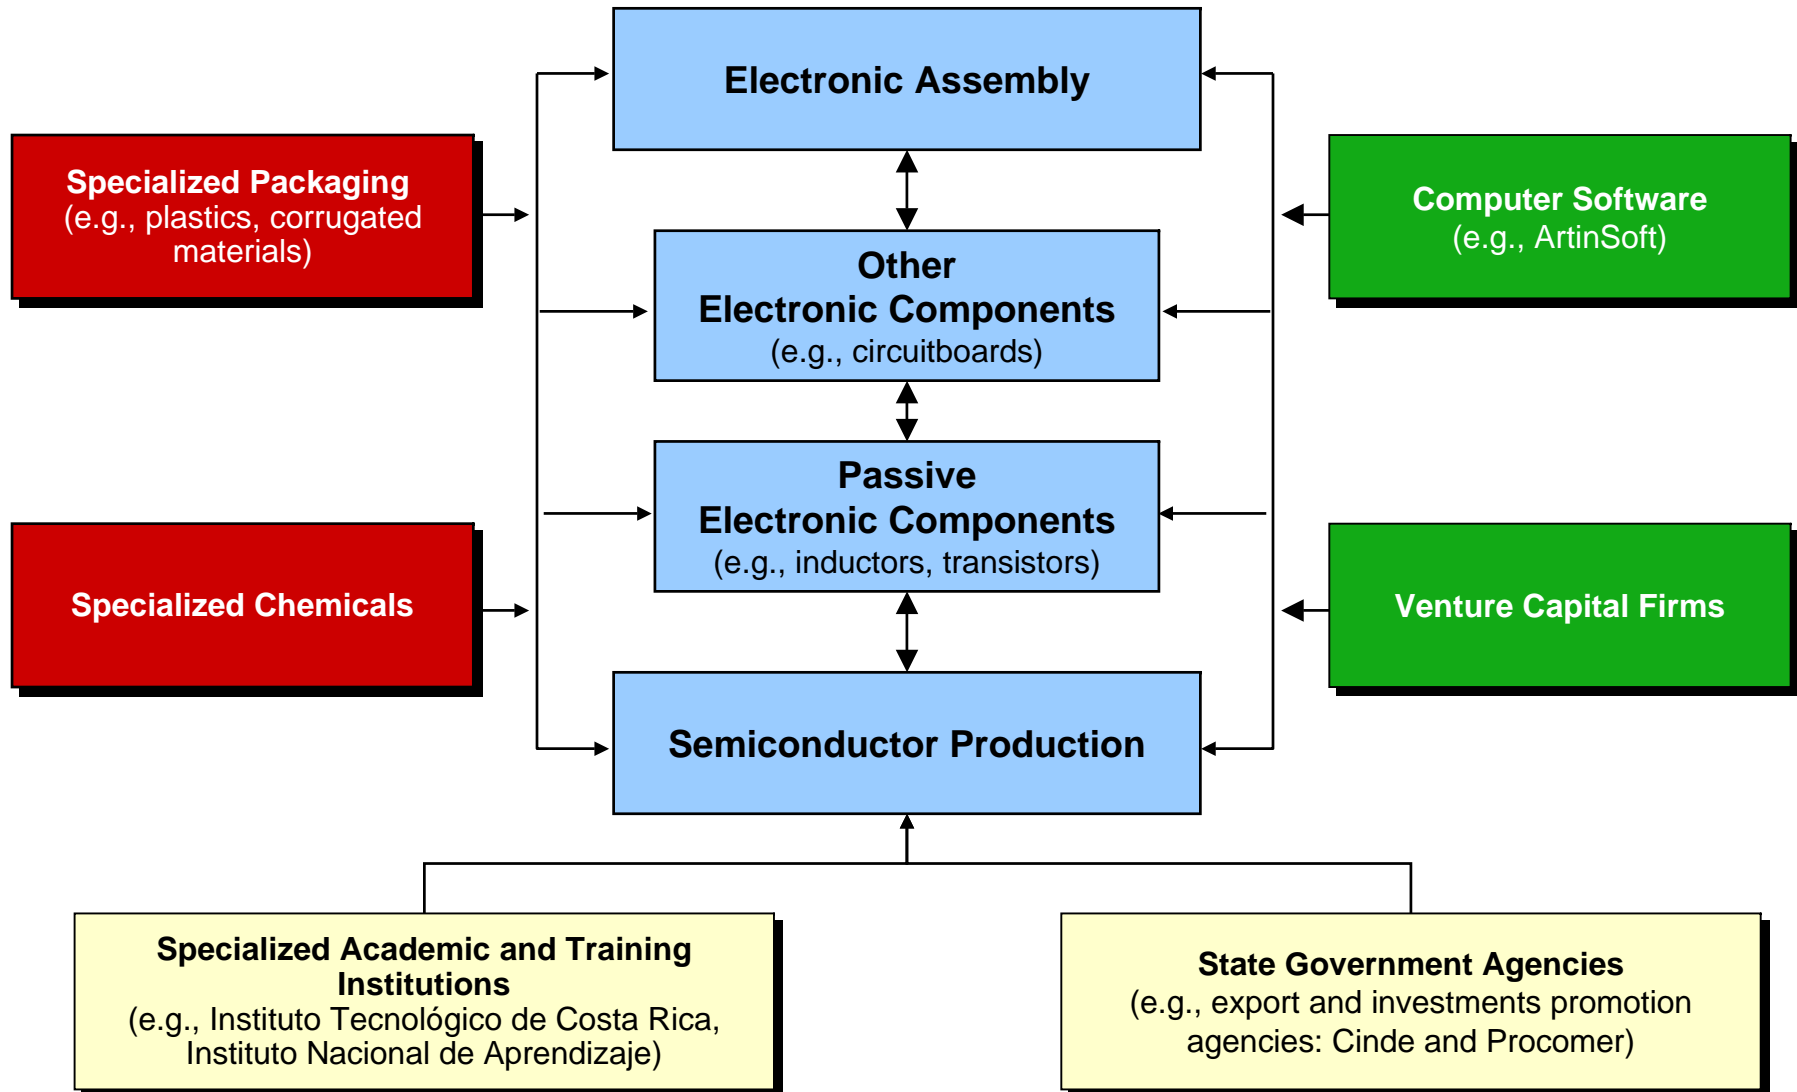 Electronic Assembly
Specialized Packaging
(e.g., plastics, corrugated
materials)
Computer Software
(e.g., ArtinSoft)
Other
Electronic Components
(e.g., circuitboards)
Passive
Electronic Components
(e.g., inductors, transistors)
Specialized Chemicals
Venture Capital Firms
Semiconductor Production
Specialized Academic and Training
Institutions
(e.g., Instituto Tecnológico de Costa Rica,
Instituto Nacional de Aprendizaje)
State Government Agencies
(e.g., export and investments promotion
agencies: Cinde and Procomer)